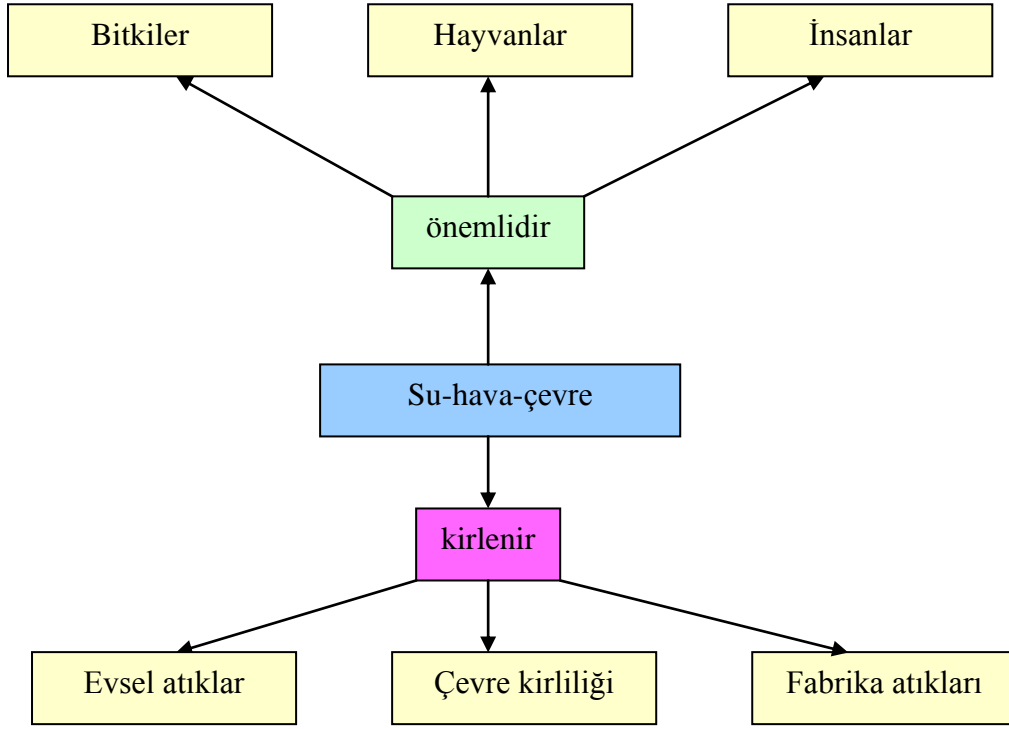 Bitkiler
Hayvanlar
İnsanlar
önemlidir
Su-hava-çevre
kirlenir
Evsel atıklar
Çevre kirliliği
Fabrika atıkları